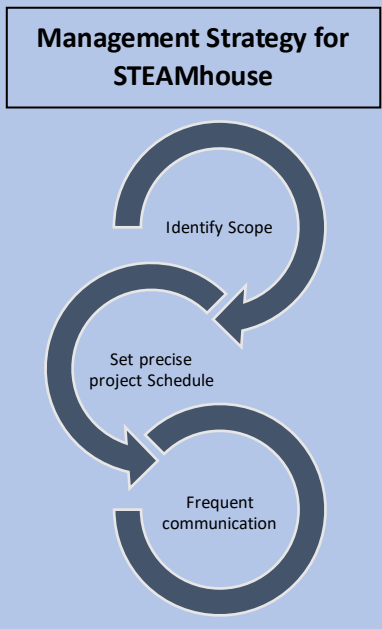 Management Strategy for
STEAMhouse
Identify Scope
Set precise
project Schedule
Frequent
communication